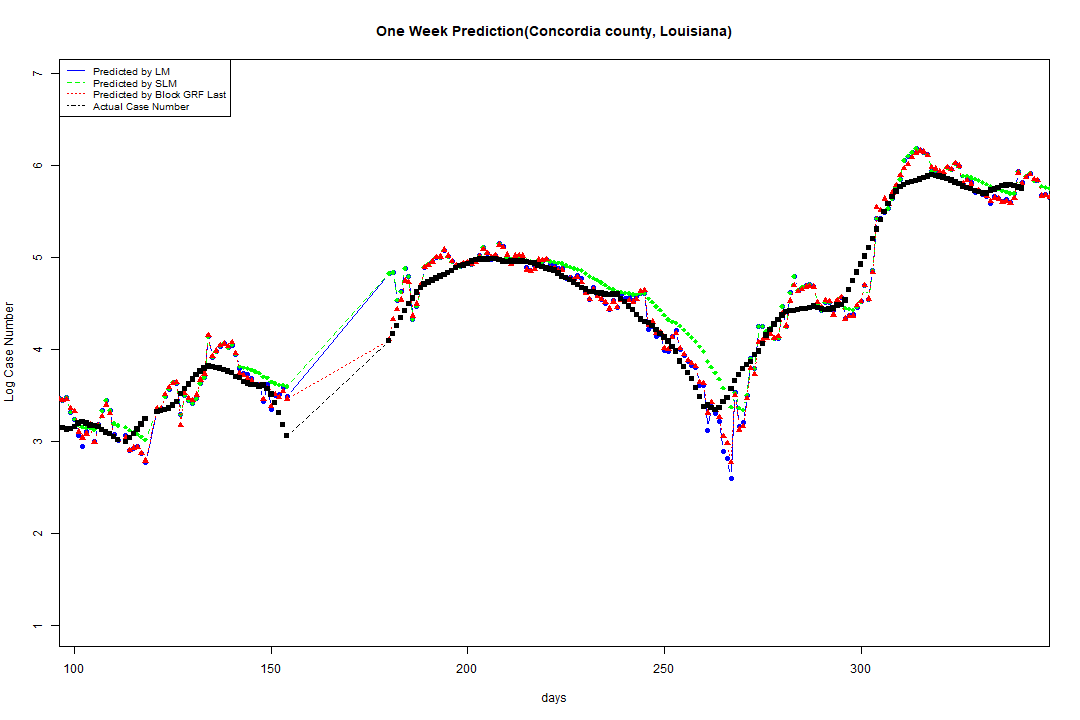 One Week Prediction(Concordia county, Louisiana)
Predicted by LM
Predicted by SLM
Predicted by Block GRF Last
Actual Case Number
7
6
5
4
3
2
1
Log Case Number
100 150 200 250 300
days